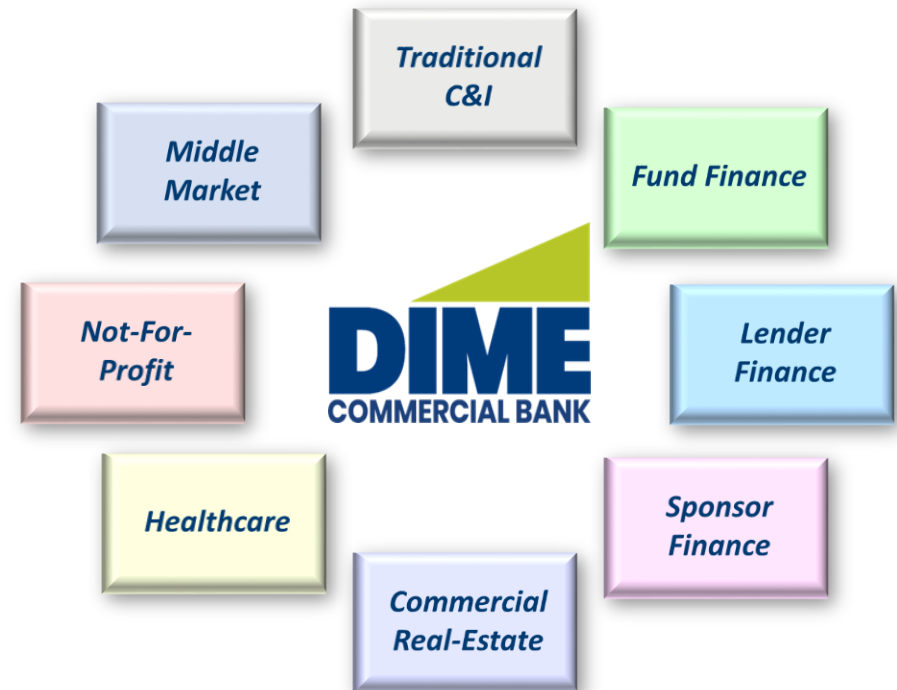 Traditional
C&I
Middle
Market
Fund Finance
Not-For-
Profit
DIME
COMMERCIAL BANK
Lender
Finance
Healthcare
Sponsor
Finance
Commercial
Real-Estate